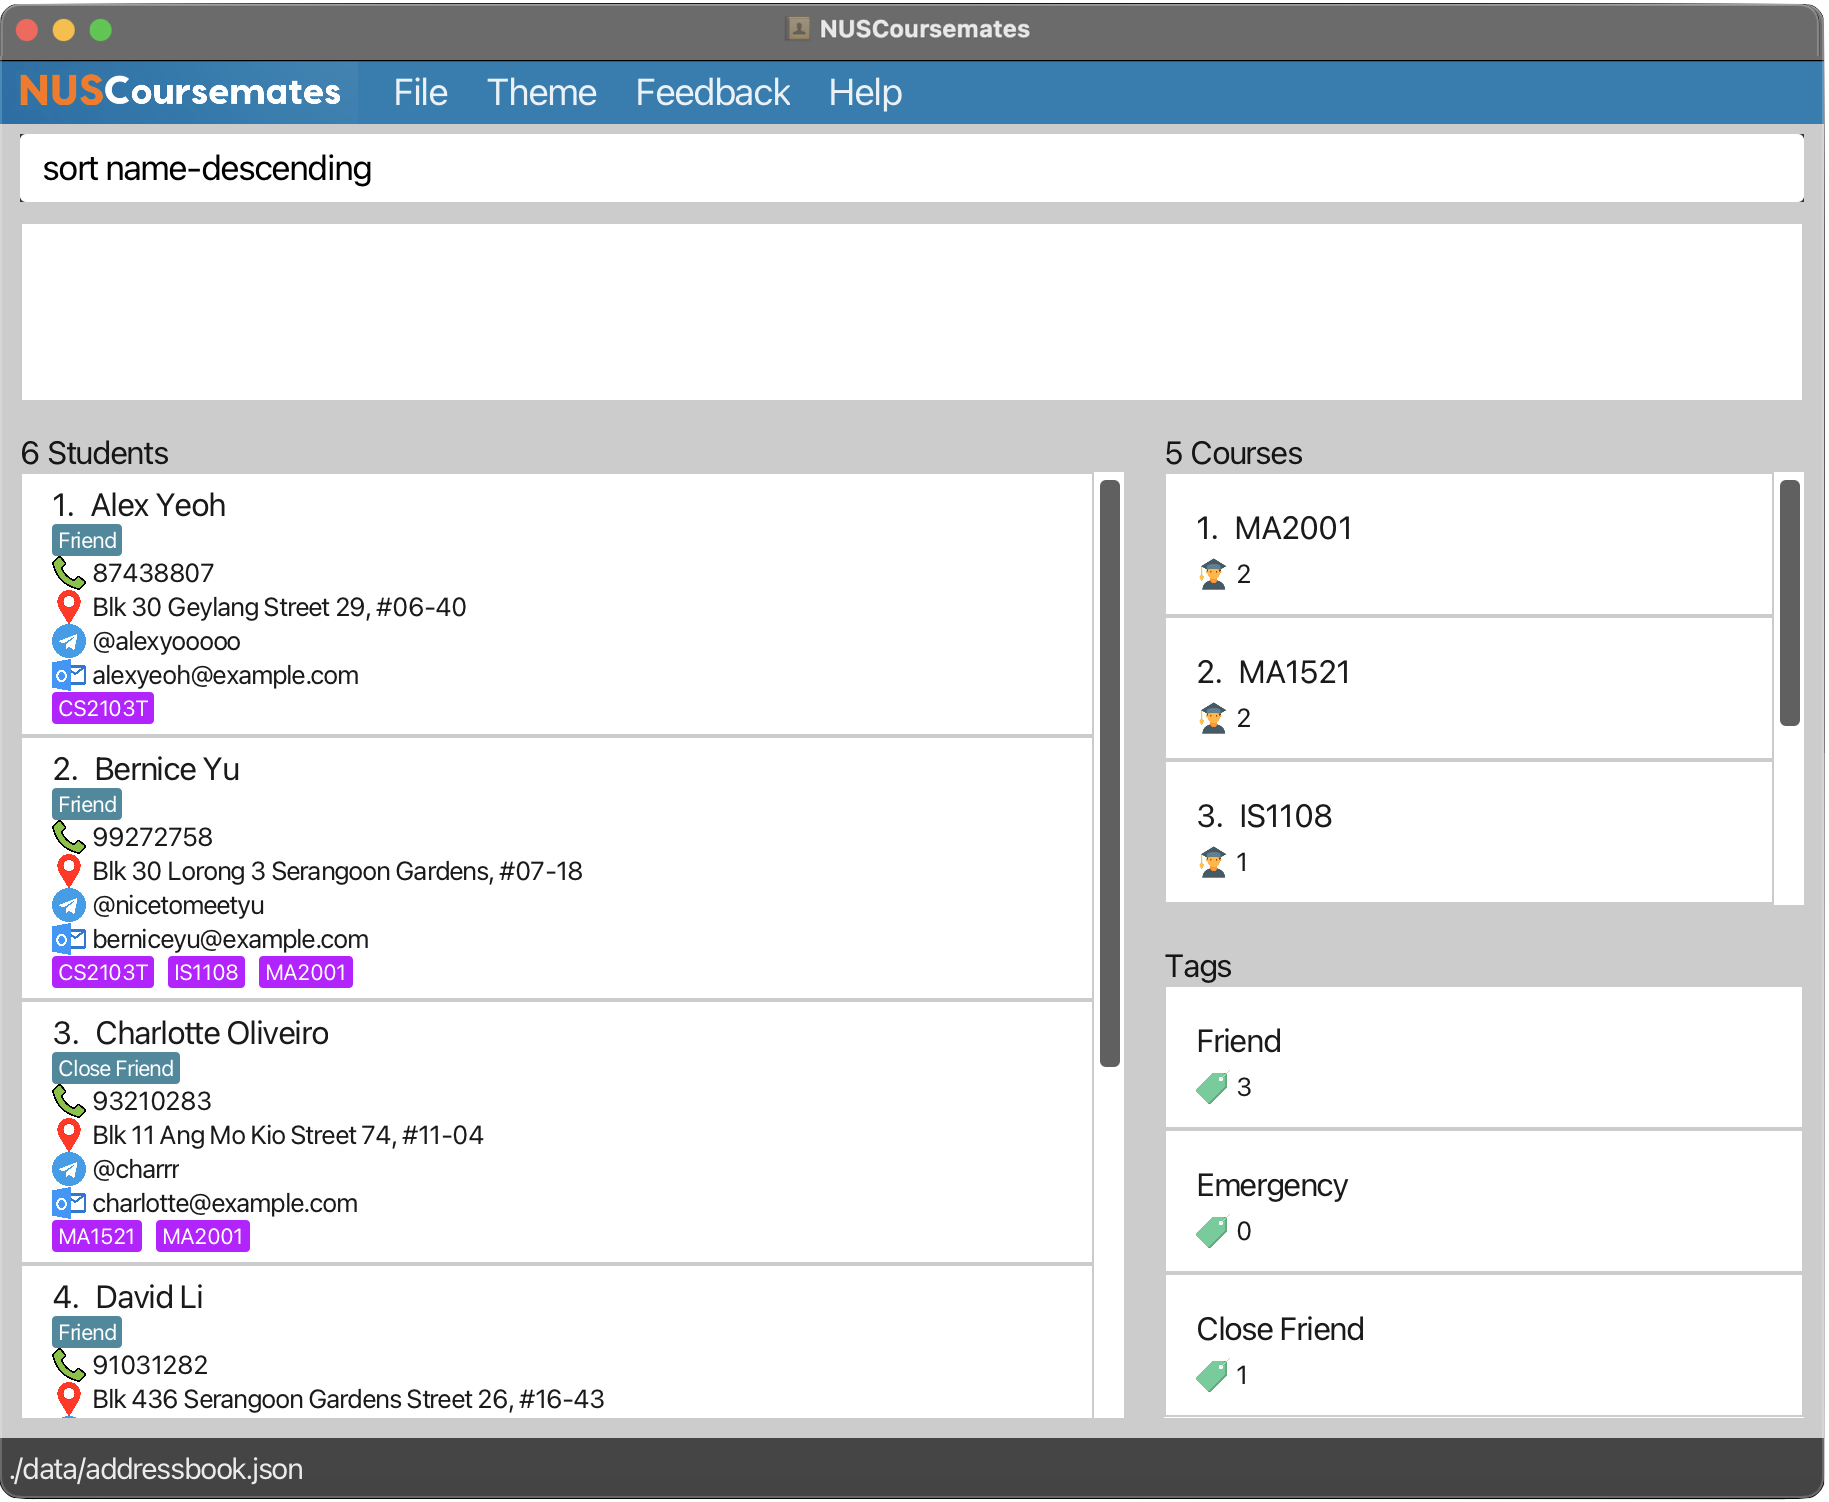 NUSCoursemates
NUSCoursemates File Theme Feedback Help
sort name-descending
6 Students
1. Alex Yeoh
Friend
87438807
Blk 30 Geylang Street 29, #06-40
@alexyooooo
alexyeoh@example.com
CS2103T
2. Bernice Yu
Friend
99272758
Blk 30 Lorong 3 Serangoon Gardens, #07-18
@nicetomeetyu
berniceyu@example.com
CS2103T IS1108 MA2001
3. Charlotte Oliveiro
Close Friend
93210283
Blk 11 Ang Mo Kio Street 74, #11-04
@charrr
charlotte@example.com
MA1521 MA2001
4. David Li
Friend
91031282
Blk 436 Serangoon Gardens Street 26, #16-43
5 Courses
1. MA2001
2
2. MA1521
2
3. IS1108
1
Tags
Friend
3
Emergency
0
Close Friend
1
./data/addressbook.json